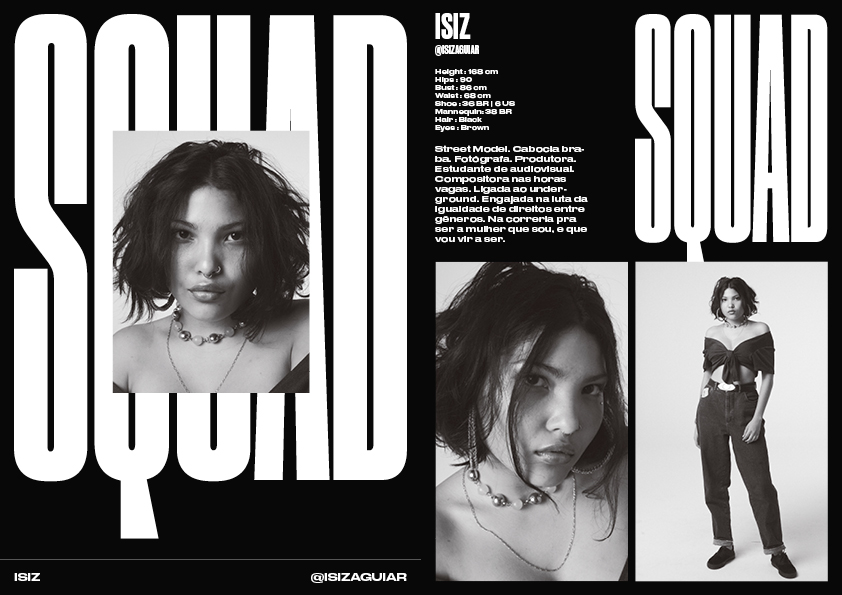 SQUAD
ISIZ
@ISIZAGUIAR
ISIZ
@ISIZAGUIAR
Height : 168 cm
Hips : 90
Bust : 86 cm
Waist : 68 cm
Shoe : 36 BR | 6 US
Mannequin: 38 BR
Hair : Black
Eyes : Brown
Street Model. Cabocla bra-
ba. Fotógrafa. Produtora.
Estudante de audiovisual.
Compositora nas horas
vagas. Ligada ao under-
ground. Engajada na luta da
igualdade de direitos entre
gêneros. Na correria pra
ser a mulher que sou, e que
vou vir a ser.
SQUAD